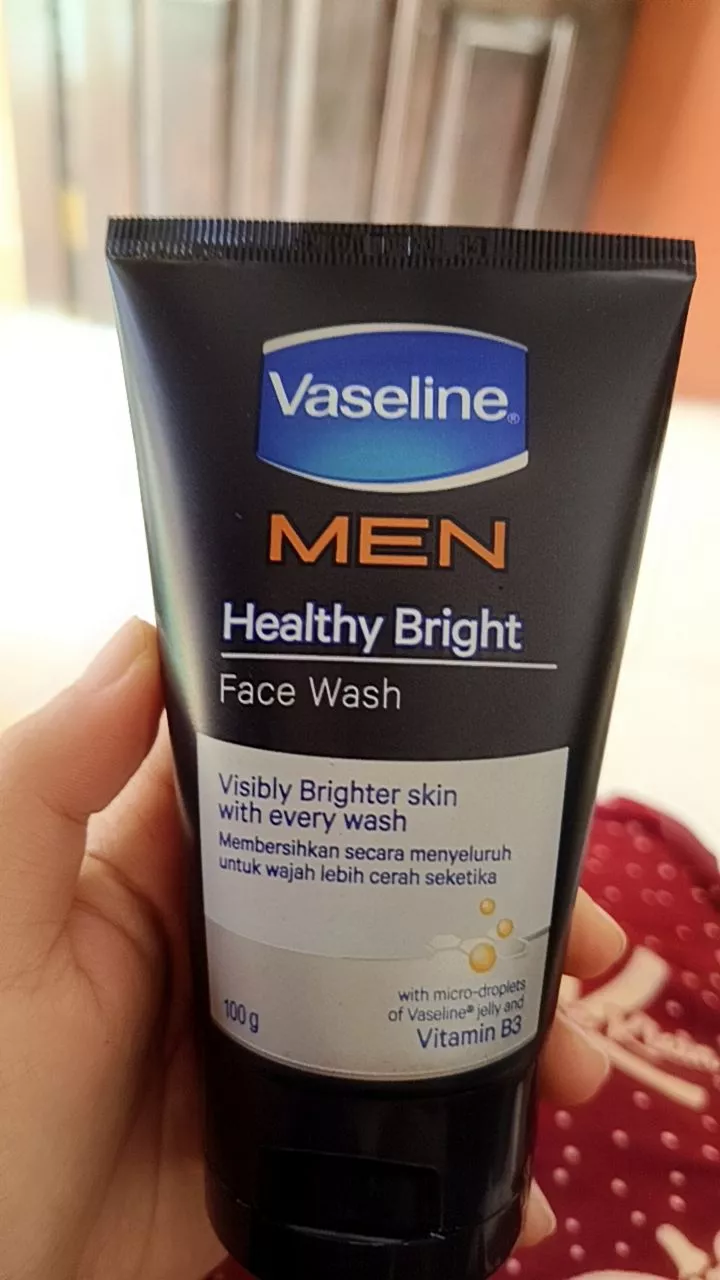 Vaseline®
MEN
Healthy Bright
Face Wash
Visibly Brighter skin
with every wash
Membersihkan secara menyeluruh
untuk wajah lebih cerah seketika
with micro-droplets
of Vaseline® jelly and
Vitamin B3
100 g